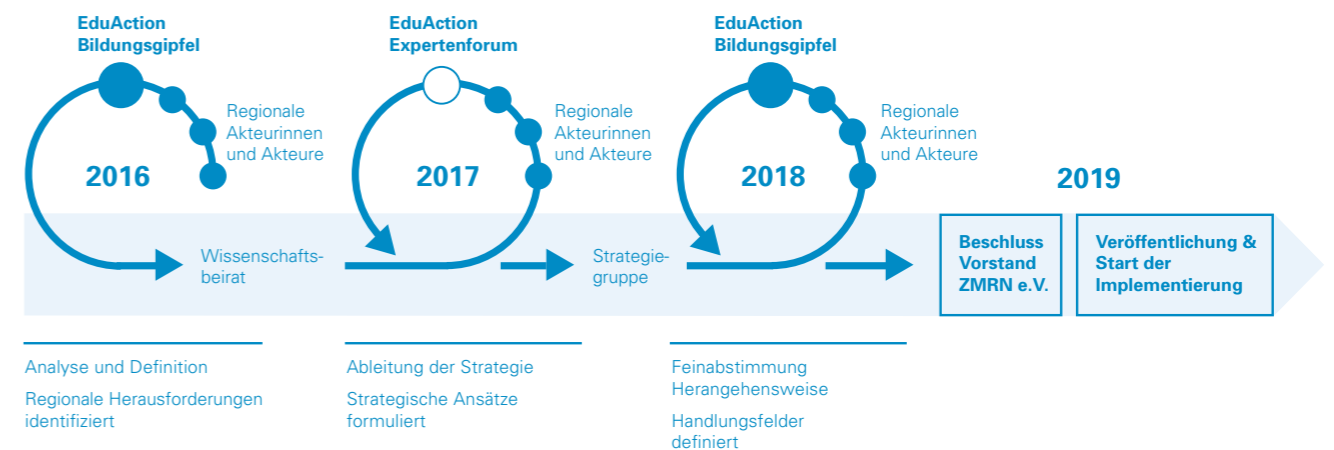 EduAction
Bildungsgipfel
Regionale
Akteurinnen
und Akteure
2016
Wissenschafts-
beirat
Analyse und Definition
Regionale Herausforderungen
identifiziert
EduAction
Expertenforum
Regionale
Akteurinnen
und Akteure
2017
Strategie-
gruppe
Ableitung der Strategie
Strategische Ansätze
formuliert
EduAction
Bildungsgipfel
Regionale
Akteurinnen
und Akteure
2018
Feinabstimmung
Herangehensweise
Handlungsfelder
definiert
2019
Beschluss
Vorstand
ZMRN e.V.
Veröffentlichung &
Start der
Implementierung